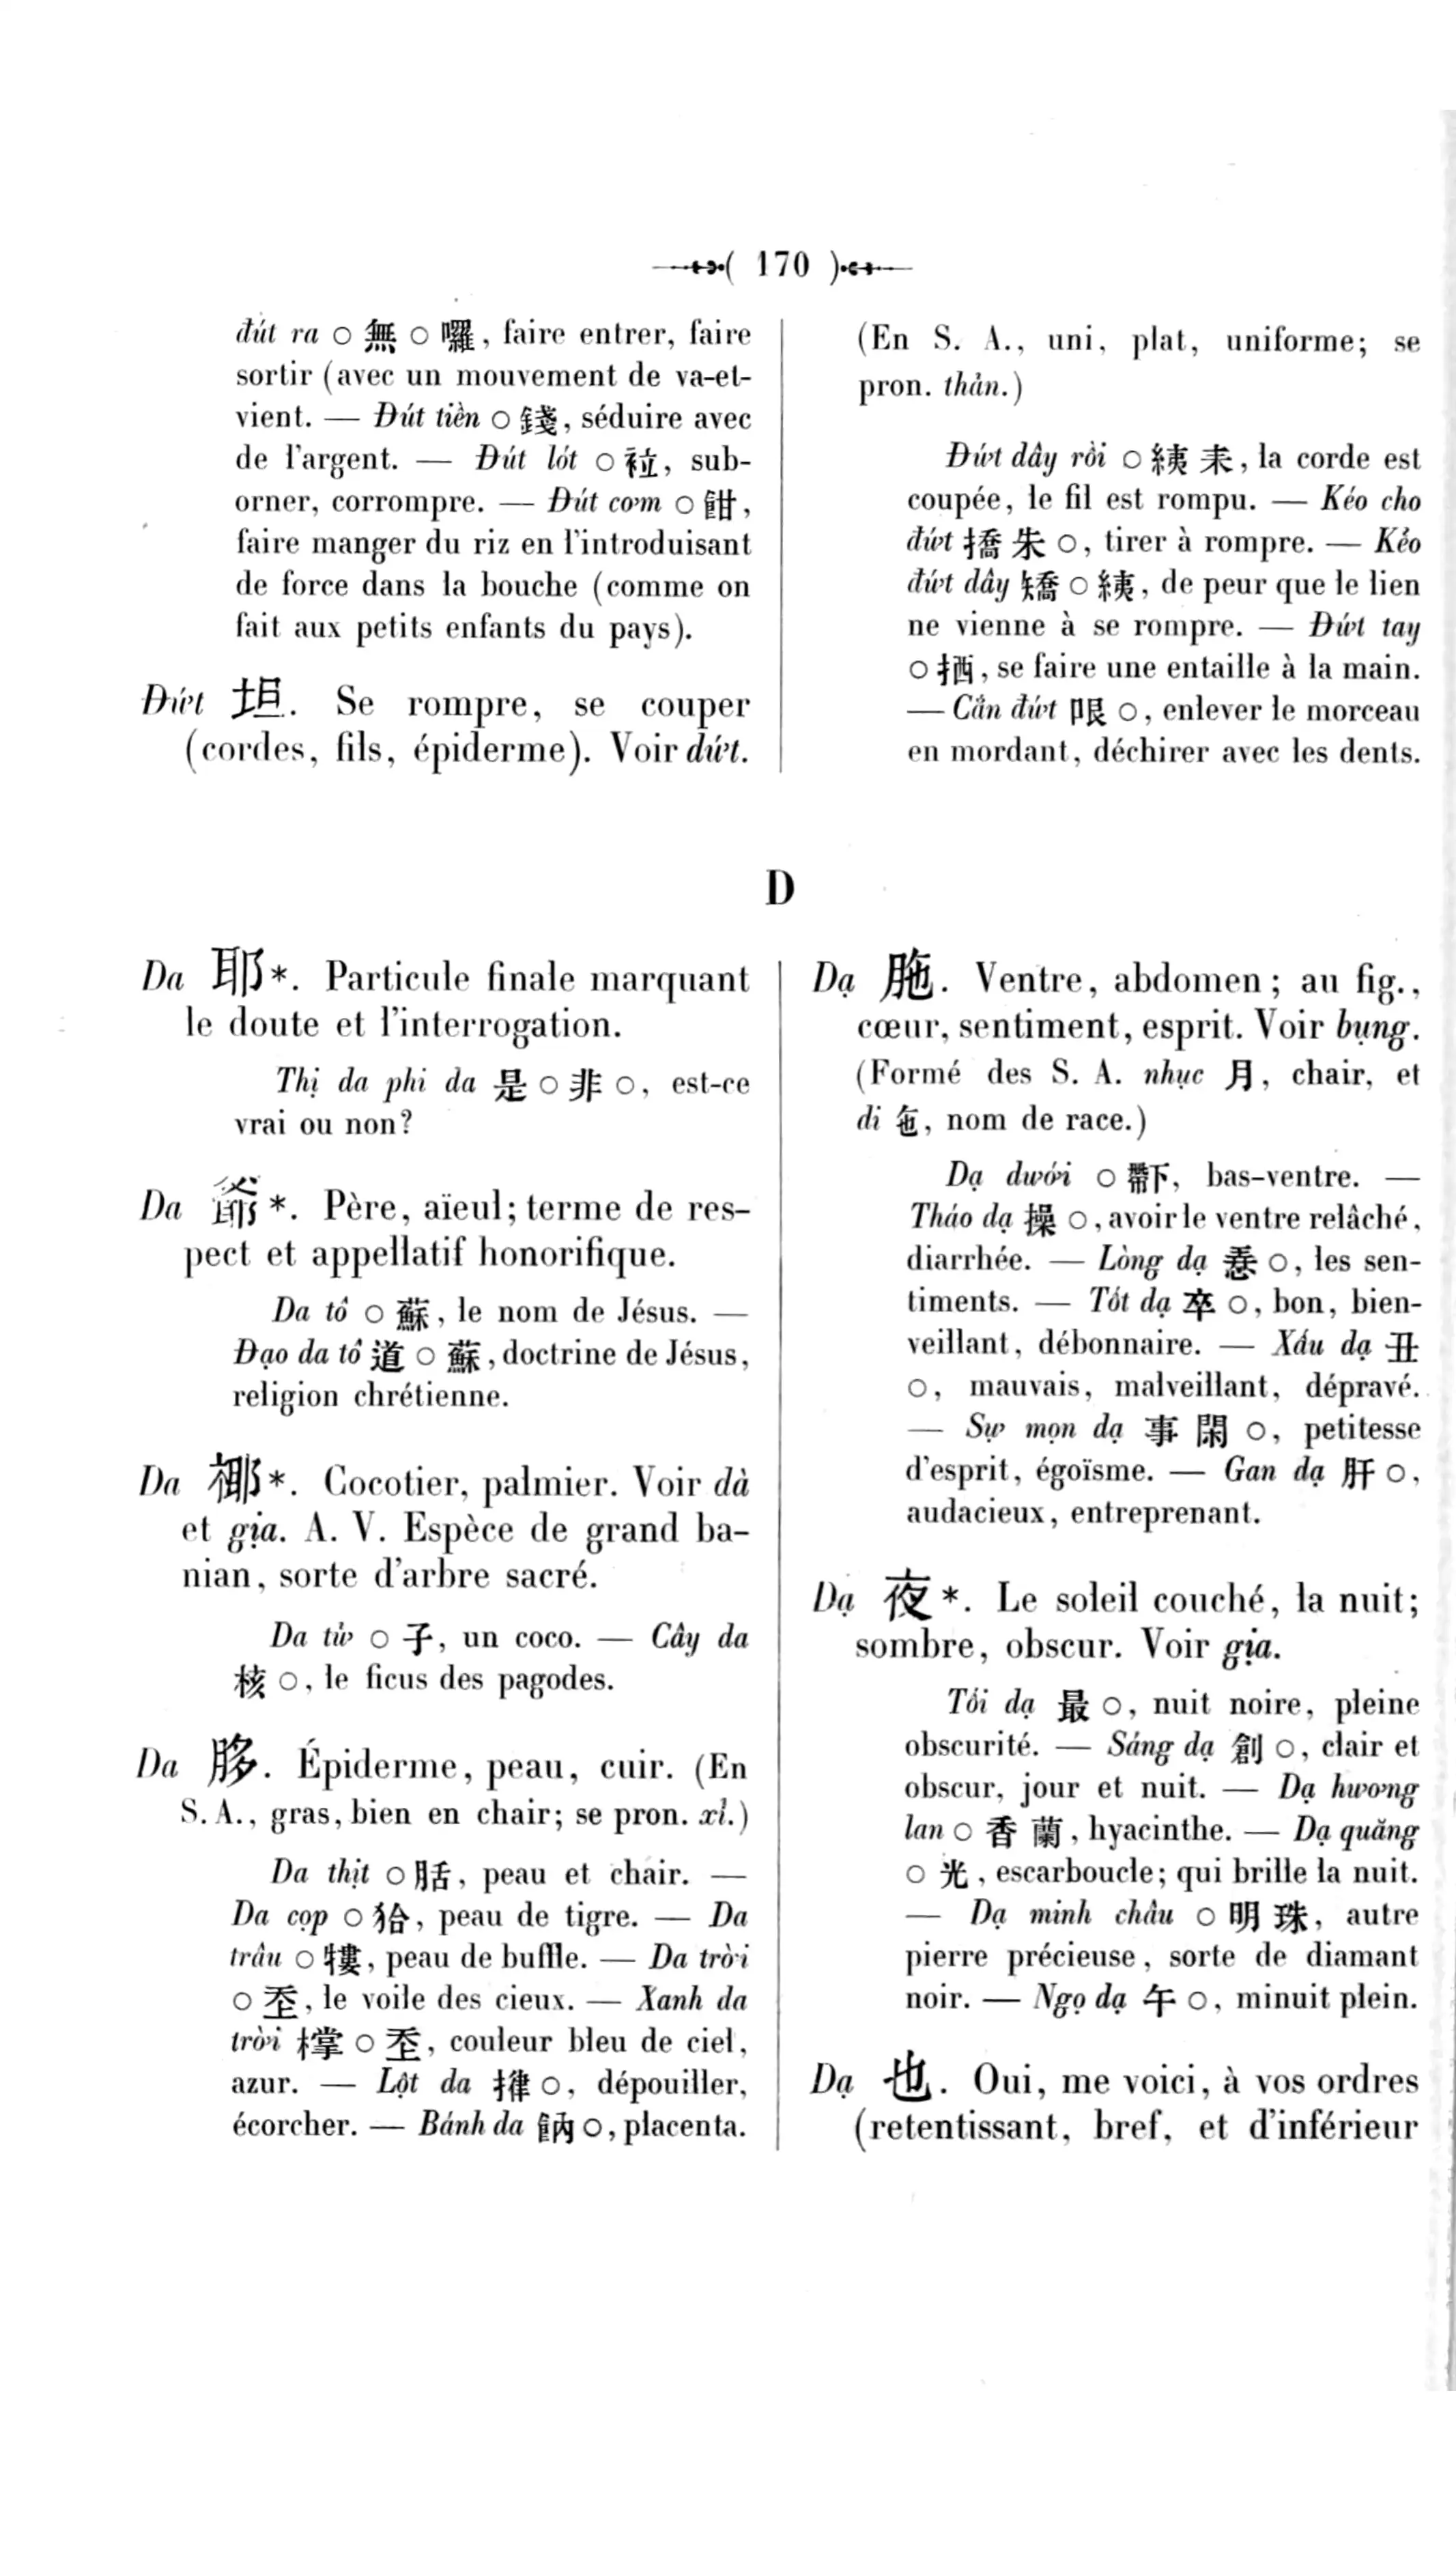 ( 170 )
đút ra ○ 無 ○ 囉, faire entrer, faire
sortir (avec un mouvement de va-et-
vient. — Đút tiền ○ 錢, séduire avec
de l'argent. — Đút lót ○ 𥙒, sub-
orner, corrompre. — Đút cơm ○ 𩚵,
faire manger du riz en l'introduisant
de force dans la bouche (comme on
fait aux petits enfants du pays).
Đứt 坦. Se rompre, se couper
(cordes, fils, épiderme). Voir dứt.
(En S. A., uni, plat, uniforme; se
pron. thản.)
Đứt dây rồi ○ 𦀊 耒, la corde est
coupée, le fil est rompu. — Kéo cho
đứt 撟 朱 ○, tirer à rompre. — Kẻo
đứt dây 矯 ○ 𦀊, de peur que le lien
ne vienne à se rompre. — Đứt tay
○ 拪, se faire une entaille à la main.
— Cắn đứt 哏 ○, enlever le morceau
en mordant, déchirer avec les dents.
D
Da 耶*. Particule finale marquant
le doute et l'interrogation.
Thị da phi da 是 ○ 非 ○, est-ce
vrai ou non?
Da 爺*. Père, aïeul; terme de res-
pect et appellatif honorifique.
Da tô ○ 蘇, le nom de Jésus. —
Đạo da tô 道 ○ 蘇, doctrine de Jésus,
religion chrétienne.
Da 椰*. Cocotier, palmier. Voir dà
et gịa. A. V. Espèce de grand ba-
nian, sorte d'arbre sacré.
Da tử ○ 子, un coco. — Cây da
核 ○, le ficus des pagodes.
Da 胗. Épiderme, peau, cuir. (En
S. A., gras, bien en chair; se pron. xỉ.)
Da thịt ○ 䏦, peau et chair. —
Da cọp ○ 㹂, peau de tigre. — Da
trâu ○ 𤛠, peau de buffle. — Da trời
○ 𡗶, le voile des cieux. — Xanh da
trời 樘 ○ 𡗶, couleur bleu de ciel,
azur. — Lột da 𢯰 ○, dépouiller,
écorcher. — Bánh da 䬶 ○, placenta.
Dạ 胣. Ventre, abdomen; au fig.,
cœur, sentiment, esprit. Voir bụng.
(Formé des S. A. nhục 月, chair, et
di 㐌, nom de race.)
Dạ dưới ○ 𨑜, bas-ventre. —
Tháo dạ 操 ○, avoir le ventre relâché,
diarrhée. — Lòng dạ 𢚸 ○, les sen-
timents. — Tốt dạ 卒 ○, bon, bien-
veillant, débonnaire. — Xấu dạ 丑
○, mauvais, malveillant, dépravé.
— Sự mọn dạ 事 閑 ○, petitesse
d'esprit, égoïsme. — Gan dạ 肝 ○,
audacieux, entreprenant.
Dạ 夜*. Le soleil couché, la nuit;
sombre, obscur. Voir gịa.
Tối dạ 最 ○, nuit noire, pleine
obscurité. — Sáng dạ 創 ○, clair et
obscur, jour et nuit. — Dạ hương
lan ○ 香 蘭, hyacinthe. — Dạ quăng
○ 光, escarboucle; qui brille la nuit.
— Dạ minh châu ○ 明 珠, autre
pierre précieuse, sorte de diamant
noir. — Ngọ dạ 午 ○, minuit plein.
Dạ 也. Oui, me voici, à vos ordres
(retentissant, bref, et d'inférieur